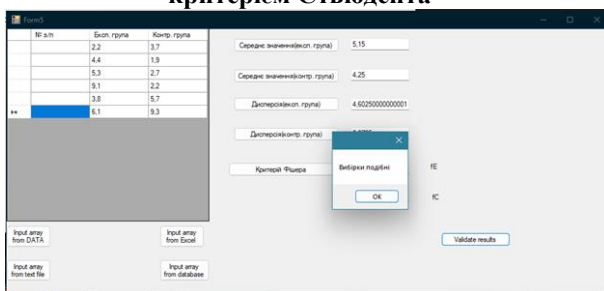 критерієм Стьюдента
Form5
№ з/п Експ. група Контр. група
2,2 3,7
4,4 1,9
5,3 2,7
9,1 2,2
3,8 5,7
6,1 9,3
Середнє значення(експ. група) 5,15
Середнє значення(контр. група) 4,25
Дисперсія(експ. група) 4,60250000000001
Дисперсія(контр. група)
Критерій Фішера
Вибірки подібні
OK
fE
fC
Input array from DATA
Input array from Excel
Input array from text file
Input array from database
Validate results